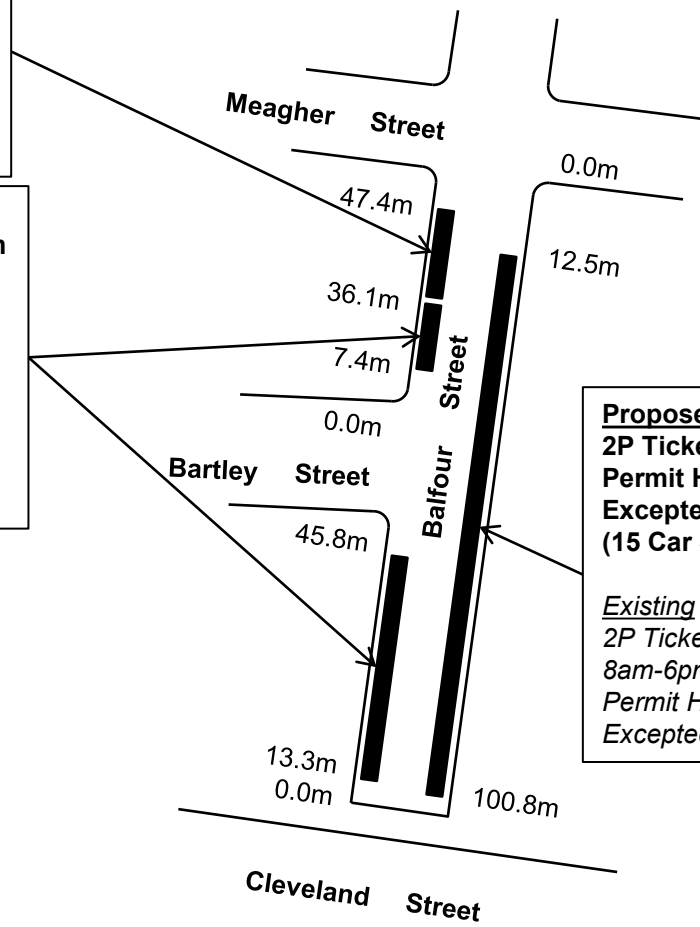 Meagher Street
0.0m
47.4m
12.5m
m
36.1m
7.4m
Balfour Street
0.0m
Bartley Street
45.8m
Propose
2P Ticke
Permit H
Excepte
(15 Car
Existing
2P Ticke
8am-6pm
Permit H
Excepted
13.3m
0.0m
100.8m
Cleveland Street